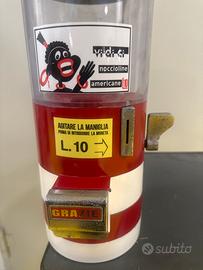 noccioline
americane
AGITARE LA MANIGLIA
PRIMA DI INTRODURRE LA MONETA
L. 10
GRAZIE
subito